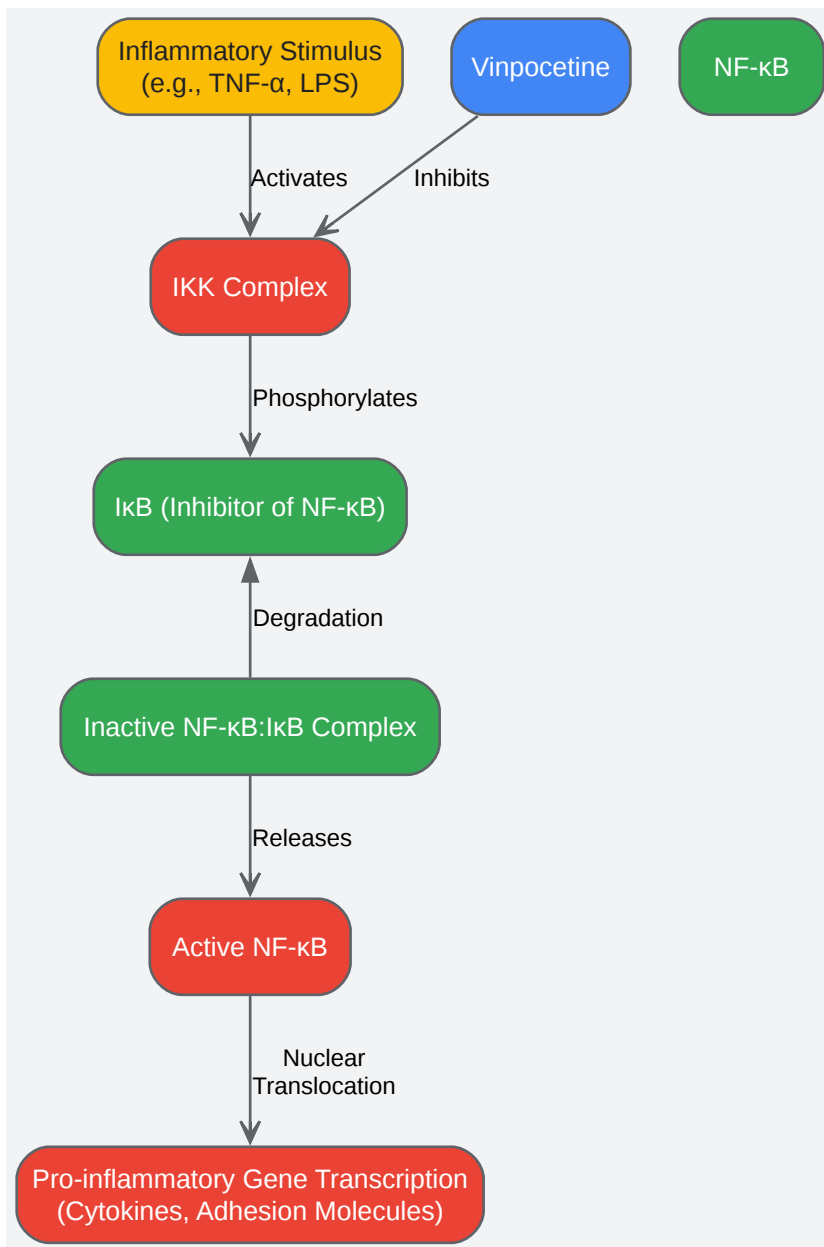 Inflammatory Stimulus
(e.g., TNF-α, LPS)
Vinpocetine
NF-κB
Activates
Inhibits
IKK Complex
Phosphorylates
IκB (Inhibitor of NF-κB)
Degradation
Inactive NF-κB:IκB Complex
Releases
Active NF-κB
Nuclear
Translocation
Pro-inflammatory Gene Transcription
(Cytokines, Adhesion Molecules)